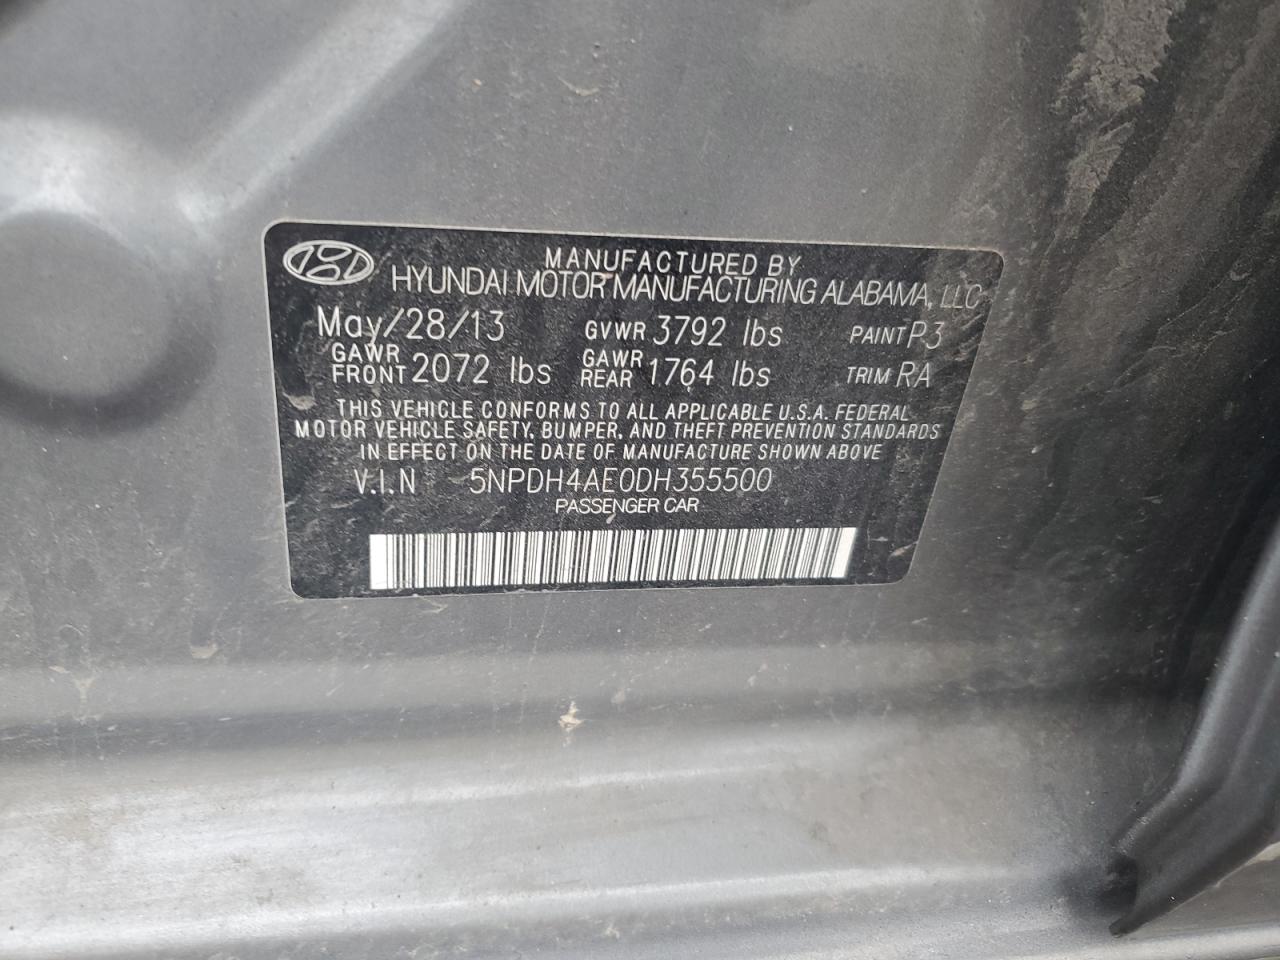 MANUFACTURED BY
HYUNDAI MOTOR MANUFACTURING ALABAMA, LLC
May/28/13 GVWR 3792 lbs PAINT P3
GAWR FRONT 2072 lbs GAWR REAR 1764 lbs TRIM RA
THIS VEHICLE CONFORMS TO ALL APPLICABLE U.S.A. FEDERAL
MOTOR VEHICLE SAFETY, BUMPER, AND THEFT PREVENTION STANDARDS
IN EFFECT ON THE DATE OF MANUFACTURE SHOWN ABOVE
V.I.N 5NPDH4AE0DH355500
PASSENGER CAR